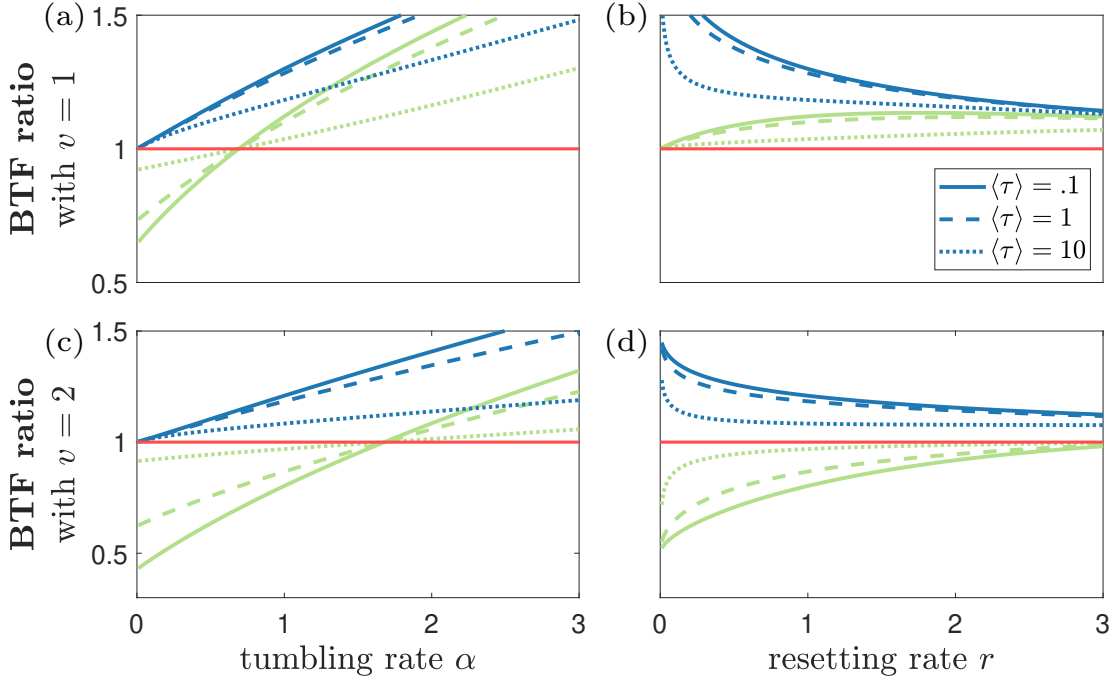 (a)
(b)
BTF ratio
with v = 1
1.5
1
0.5
⟨τ⟩ = .1
⟨τ⟩ = 1
⟨τ⟩ = 10
(c)
(d)
BTF ratio
with v = 2
1.5
1
0.5
0 1 2 3
0 1 2 3
tumbling rate α
resetting rate r